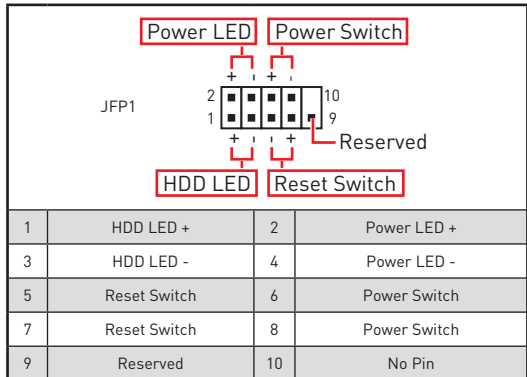 Power LED Power Switch
+ - + -
JFP1
2 10
1 9
+ - - +
Reserved
HDD LED Reset Switch
1 HDD LED + 2 Power LED +
3 HDD LED - 4 Power LED -
5 Reset Switch 6 Power Switch
7 Reset Switch 8 Power Switch
9 Reserved 10 No Pin